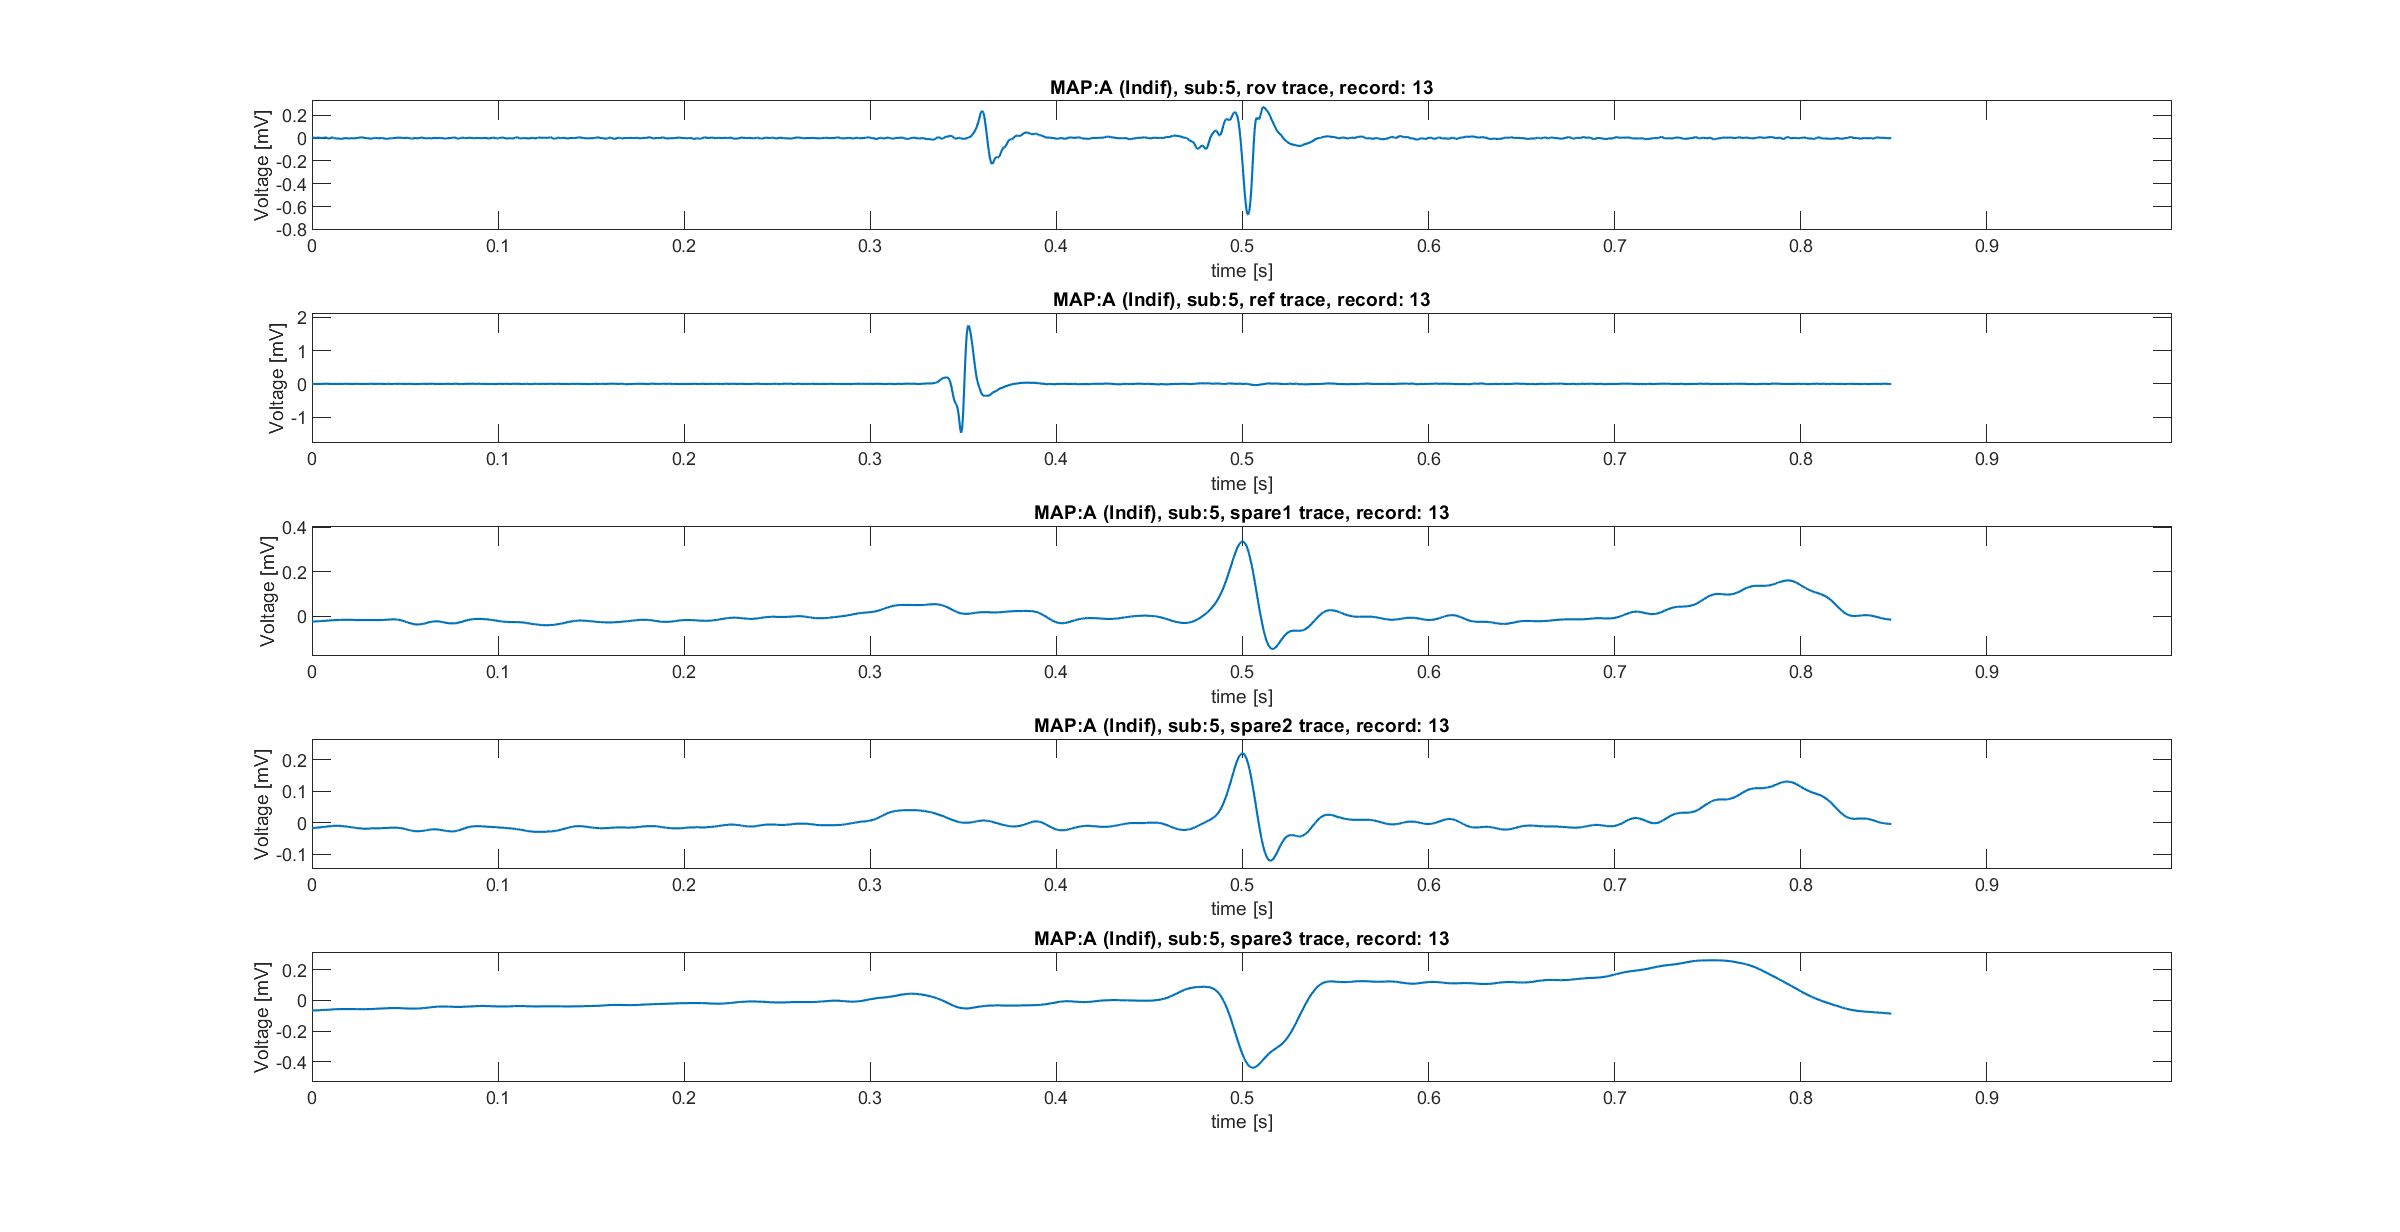 MAP:A (Indif), sub:5, rov trace, record: 13
Voltage [mV]
0.2
0
-0.2
-0.4
-0.6
-0.8
0 0.1 0.2 0.3 0.4 0.5 0.6 0.7 0.8 0.9
time [s]
MAP:A (Indif), sub:5, ref trace, record: 13
Voltage [mV]
2
1
0
-1
0 0.1 0.2 0.3 0.4 0.5 0.6 0.7 0.8 0.9
time [s]
MAP:A (Indif), sub:5, spare1 trace, record: 13
Voltage [mV]
0.4
0.2
0
0 0.1 0.2 0.3 0.4 0.5 0.6 0.7 0.8 0.9
time [s]
MAP:A (Indif), sub:5, spare2 trace, record: 13
Voltage [mV]
0.2
0.1
0
-0.1
0 0.1 0.2 0.3 0.4 0.5 0.6 0.7 0.8 0.9
time [s]
MAP:A (Indif), sub:5, spare3 trace, record: 13
Voltage [mV]
0.2
0
-0.2
-0.4
0 0.1 0.2 0.3 0.4 0.5 0.6 0.7 0.8 0.9
time [s]